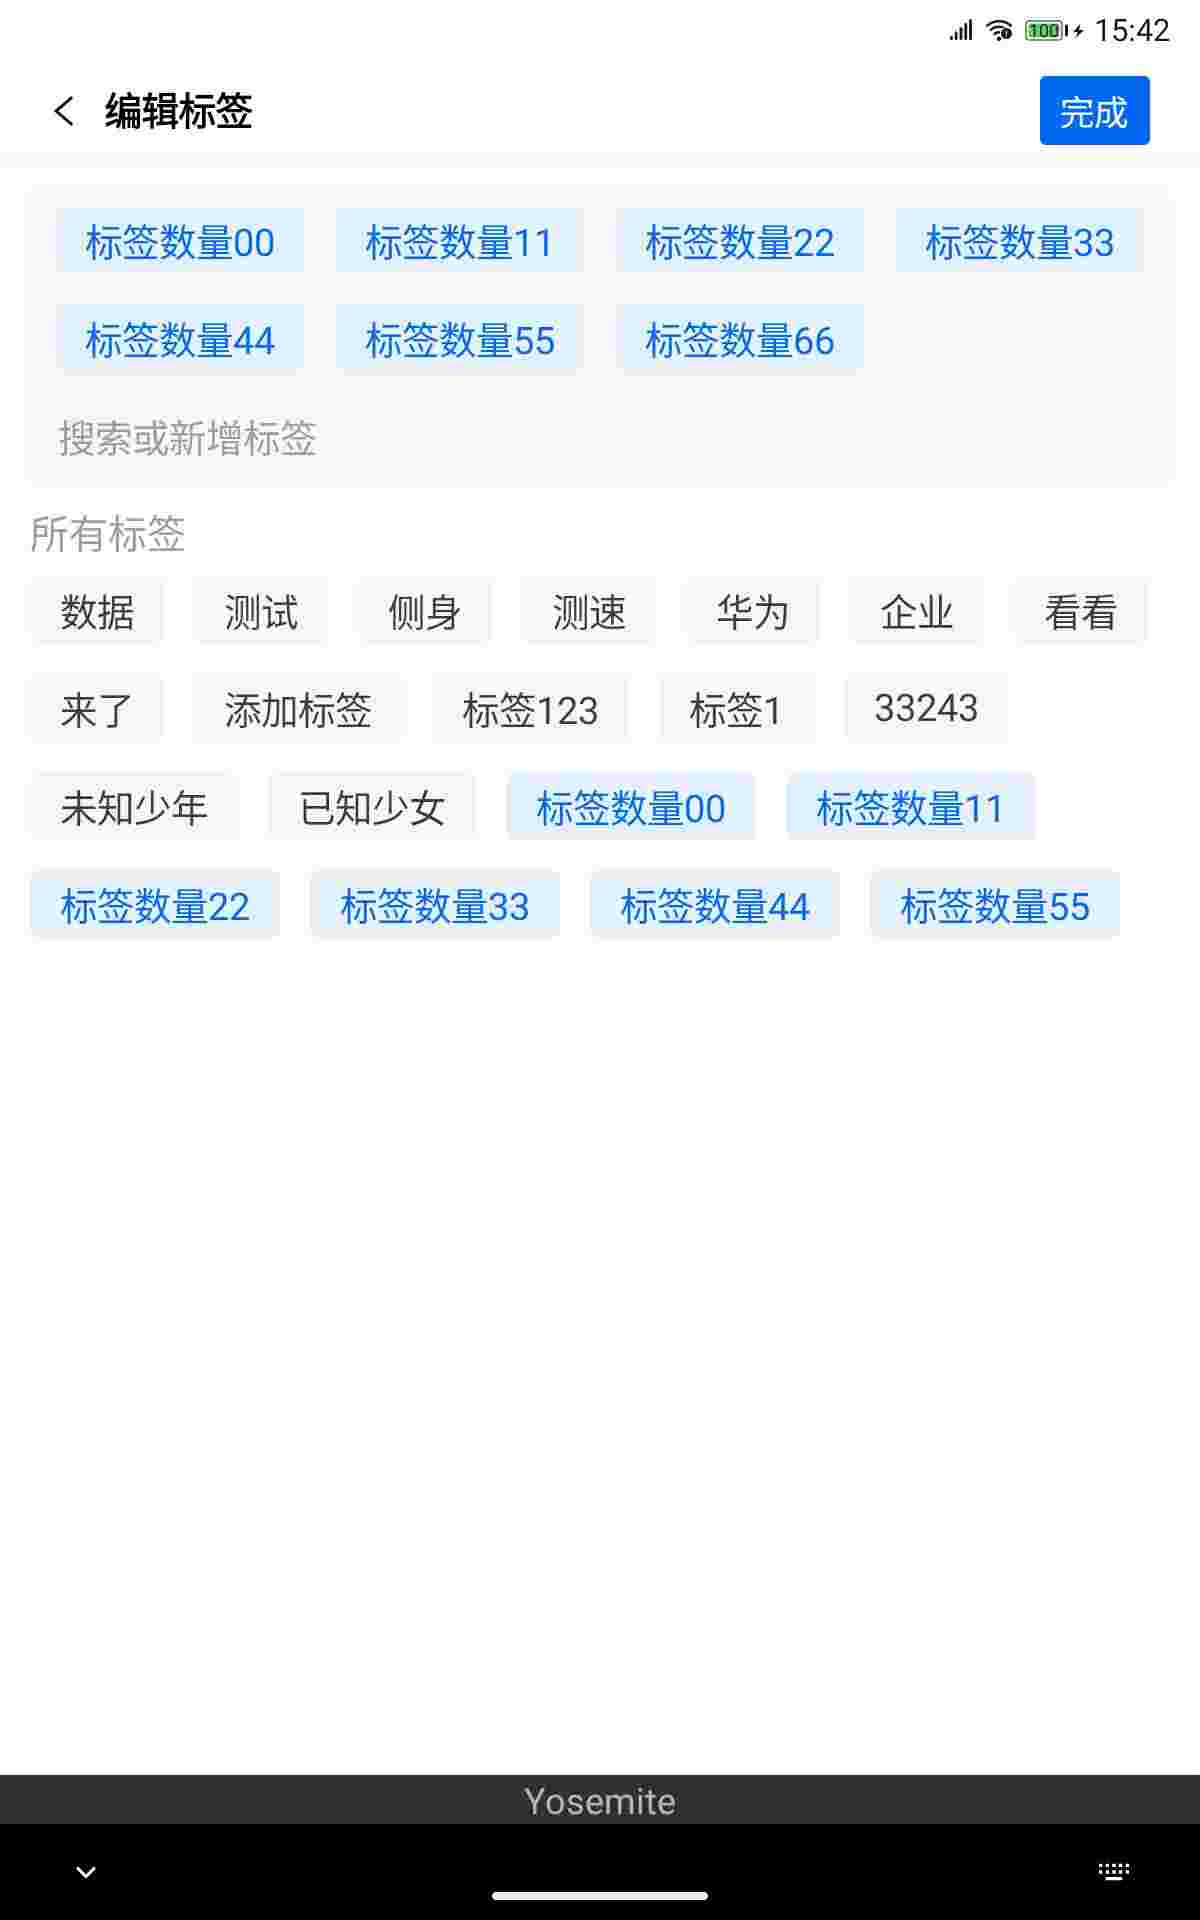 100 15:42
编辑标签 完成
标签数量00 标签数量11 标签数量22 标签数量33
标签数量44 标签数量55 标签数量66
搜索或新增标签
所有标签
数据 测试 侧身 测速 华为 企业 看看
来了 添加标签 标签123 标签1 33243
未知少年 已知少女 标签数量00 标签数量11
标签数量22 标签数量33 标签数量44 标签数量55
Yosemite